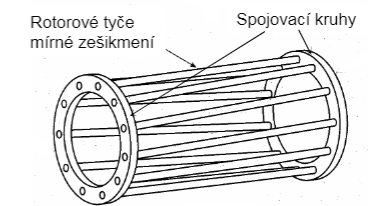 Rotorové tyče
mírné zešikmení
Spojovací kruhy